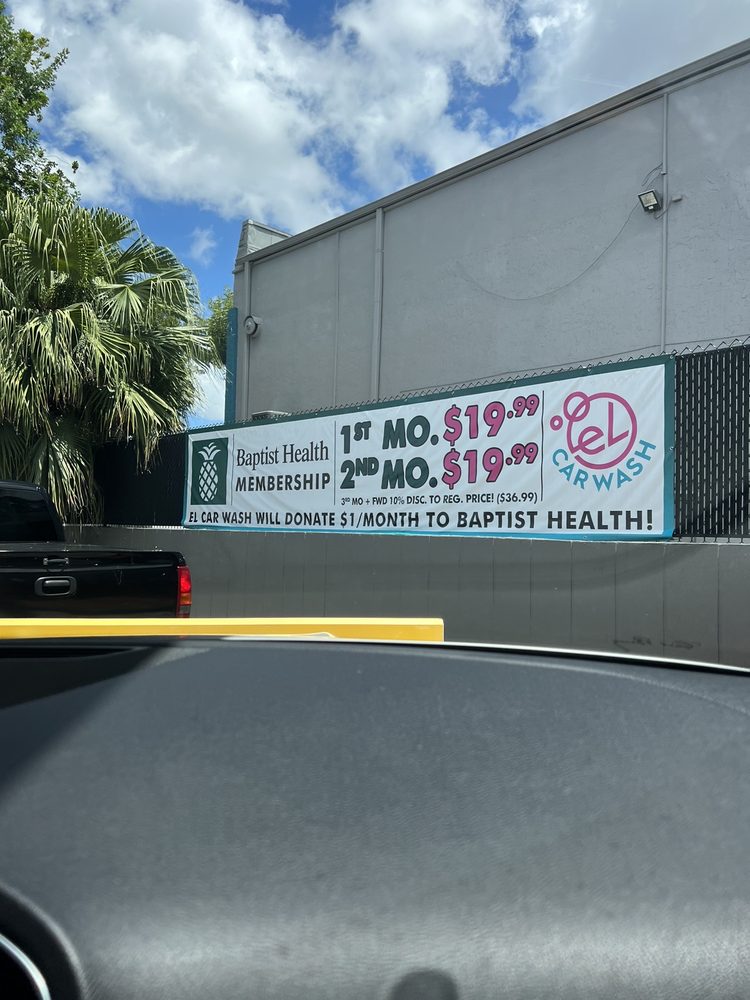 Baptist Health
MEMBERSHIP
1ST MO. $19.99
2ND MO. $19.99
3RD MO + FWD 10% DISC. TO REG. PRICE! ($36.99)
eL
CAR WASH
EL CAR WASH WILL DONATE $1/MONTH TO BAPTIST HEALTH!